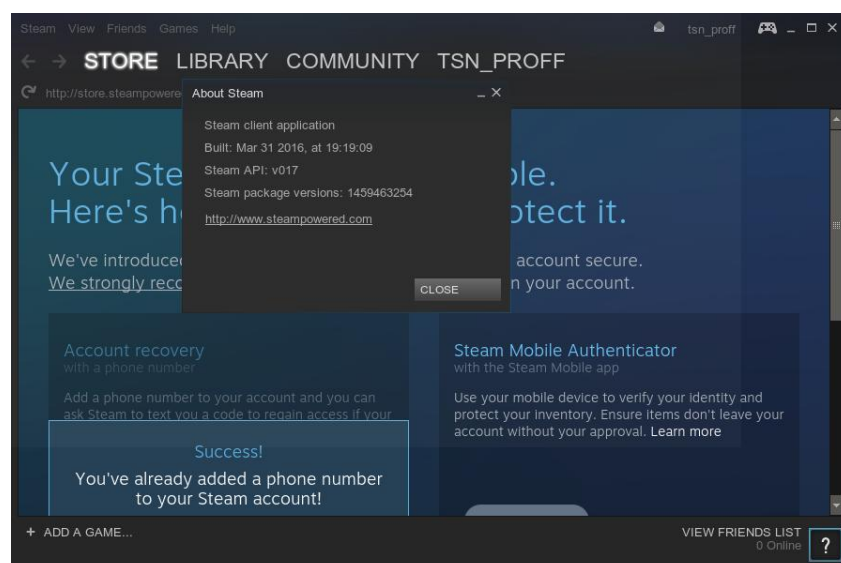 Steam View Friends Games Help
tsn_proff
STORE LIBRARY COMMUNITY TSN_PROFF
http://store.steampowere
About Steam
Steam client application
Built: Mar 31 2016, at 19:19:09
Steam API: v017
Steam package versions: 1459463254
http://www.steampowered.com
CLOSE
Your Ste
Here's h
otect it.
We've introduced
account secure.
We strongly reco
n your account.
Account recovery
with a phone number
Add a phone number to your account and you can
ask Steam to text you a code to regain access if your
Success!
You've already added a phone number
to your Steam account!
Steam Mobile Authenticator
with the Steam Mobile app
Use your mobile device to verify your identity and
protect your inventory. Ensure items don't leave your
account without your approval. Learn more
+ ADD A GAME...
VIEW FRIENDS LIST
0 Online
?